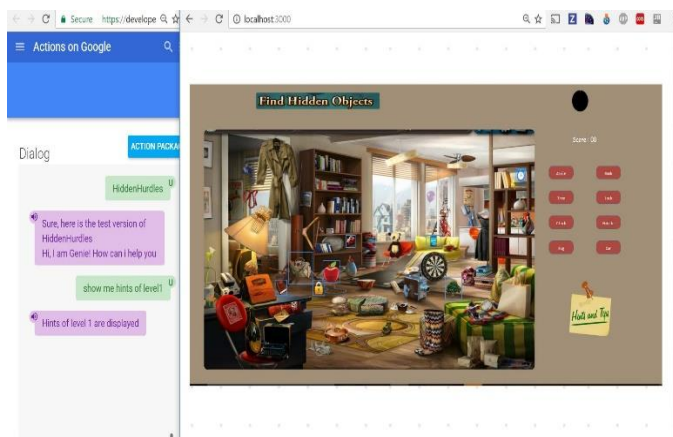 Secure https://develope
localhost:3000
Actions on Google
Dialog
ACTION PACKA
HiddenHurdles
U
Sure, here is the test version of
HiddenHurdles
Hi, I am Genie! How can i help you
show me hints of level1
U
Hints of level 1 are displayed
Find Hidden Objects
Hints and Tips